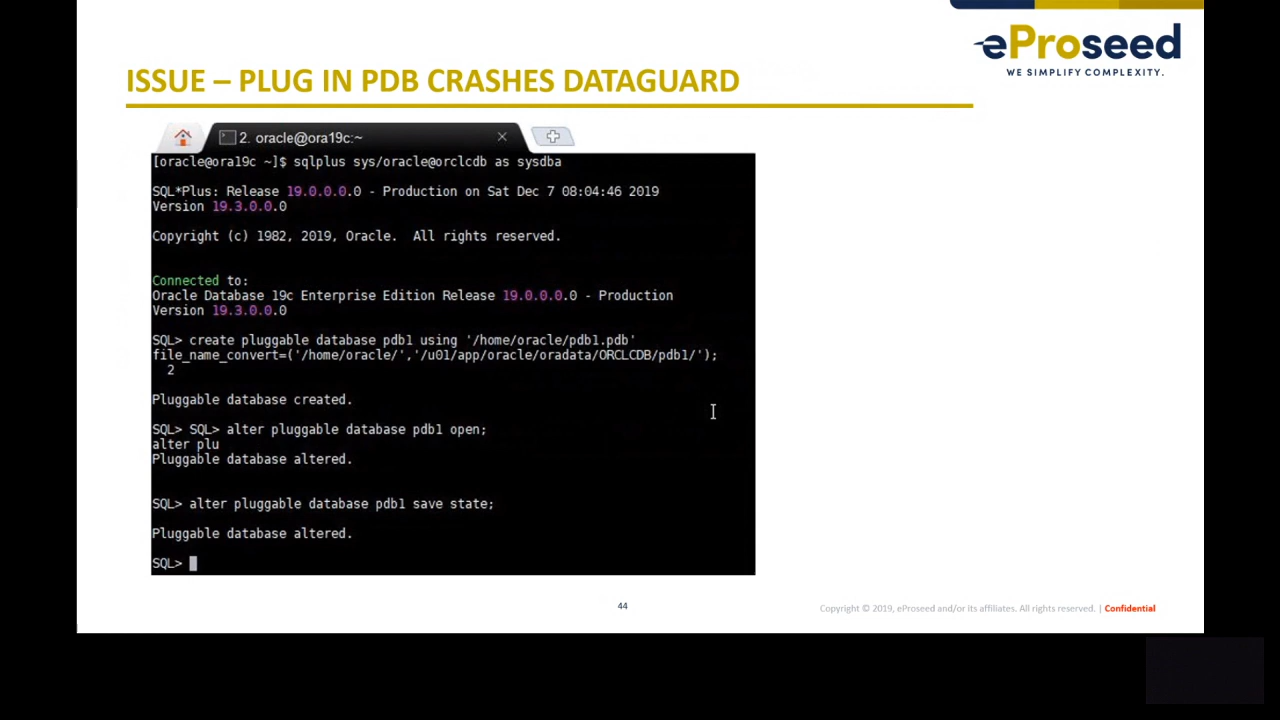 eProseed
WE SIMPLIFY COMPLEXITY.
ISSUE – PLUG IN PDB CRASHES DATAGUARD
2. oracle@ora19c:~
[oracle@ora19c ~]$ sqlplus sys/oracle@orclcdb as sysdba
SQL*Plus: Release 19.0.0.0.0 - Production on Sat Dec 7 08:04:46 2019
Version 19.3.0.0.0
Copyright (c) 1982, 2019, Oracle.  All rights reserved.
Connected to:
Oracle Database 19c Enterprise Edition Release 19.0.0.0.0 - Production
Version 19.3.0.0.0
SQL> create pluggable database pdb1 using '/home/oracle/pdb1.pdb'
file_name_convert=('/home/oracle/','/u01/app/oracle/oradata/ORCLCDB/pdb1/');
2
Pluggable database created.
SQL> SQL> alter pluggable database pdb1 open;
alter plu
Pluggable database altered.
SQL> alter pluggable database pdb1 save state;
Pluggable database altered.
SQL>
44
Copyright © 2019, eProseed and/or its affiliates. All rights reserved. | Confidential